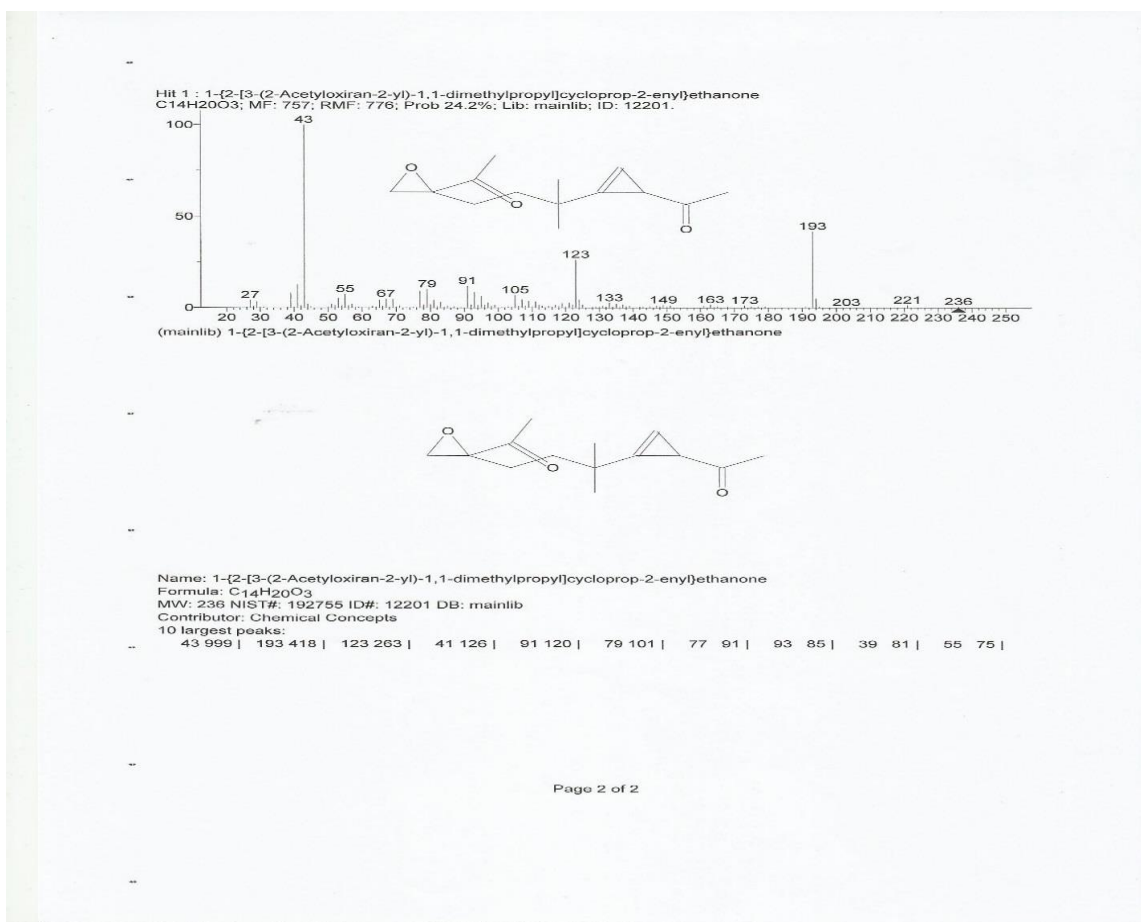 Hit 1 : 1-{2-[3-(2-Acetyloxiran-2-yl)-1,1-dimethylpropyl]cycloprop-2-enyl}ethanone
C14H20O3; MF: 757; RMF: 776; Prob 24.2%; Lib: mainlib; ID: 12201.
100
43
O
O
O
50
193
123
27
55
67
79
91
105
133
149
163
173
203
221
236
0
20 30 40 50 60 70 80 90 100 110 120 130 140 150 160 170 180 190 200 210 220 230 240 250
(mainlib) 1-{2-[3-(2-Acetyloxiran-2-yl)-1,1-dimethylpropyl]cycloprop-2-enyl}ethanone
O
O
O
Name: 1-{2-[3-(2-Acetyloxiran-2-yl)-1,1-dimethylpropyl]cycloprop-2-enyl}ethanone
Formula: C14H20O3
MW: 236 NIST#: 192755 ID#: 12201 DB: mainlib
Contributor: Chemical Concepts
10 largest peaks:
43 999 | 193 418 | 123 263 | 41 126 | 91 120 | 79 101 | 77 91 | 93 85 | 39 81 | 55 75 |
Page 2 of 2